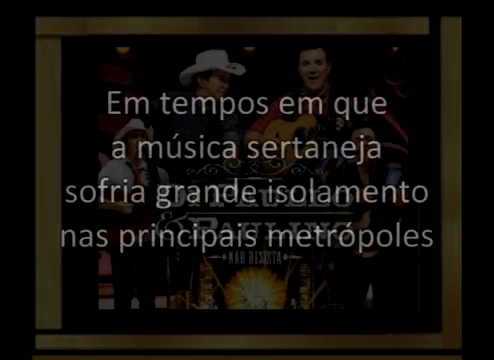 Em tempos em que
a música sertaneja
sofria grande isolamento
nas principais metrópoles
NÃO DESISTA